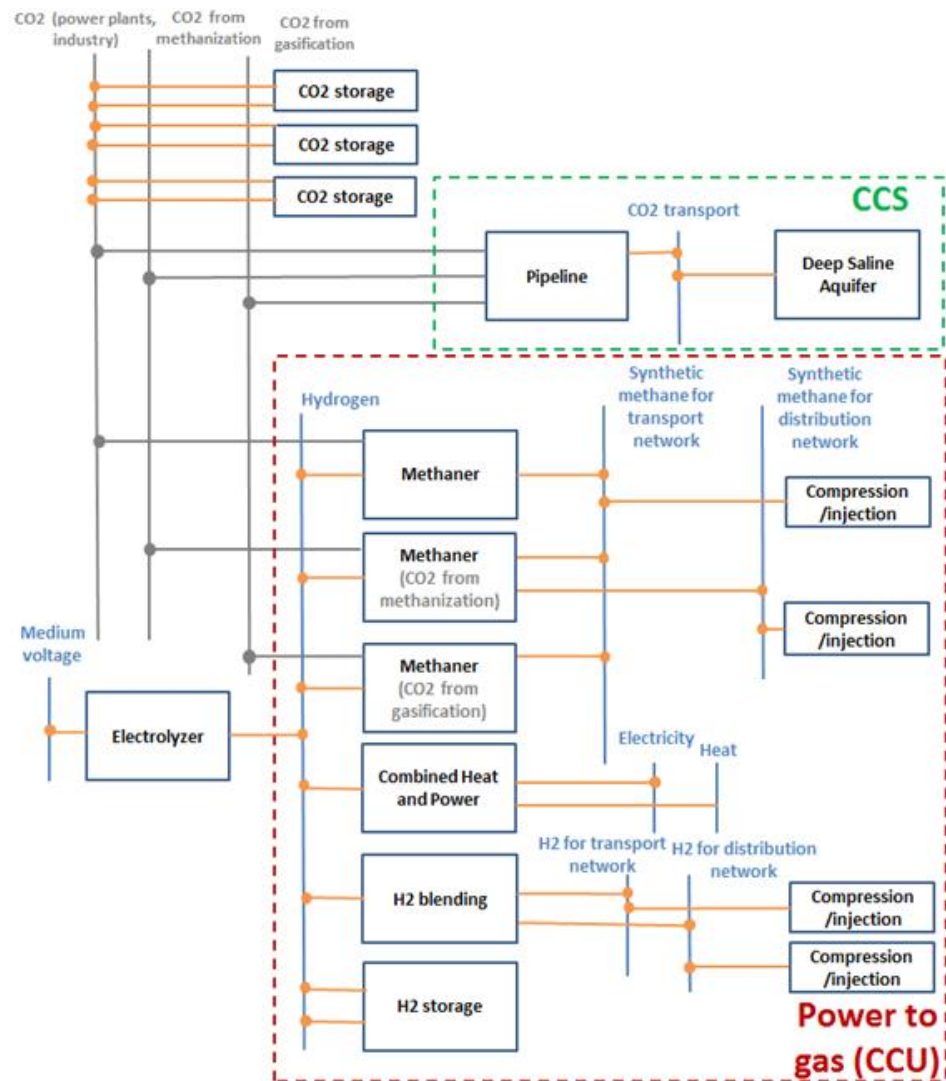 CO2 (power plants,
industry)
CO2 from
methanization
CO2 from
gasification
CO2 storage
CO2 storage
CO2 storage
CCS
CO2 transport
Pipeline
Deep Saline
Aquifer
Hydrogen
Synthetic
methane for
transport
network
Synthetic
methane for
distribution
network
Methaner
Compression
/injection
Methaner
(CO2 from
methanization)
Compression
/injection
Medium
voltage
Methaner
(CO2 from
gasification)
Electrolyzer
Electricity
Heat
Combined Heat
and Power
H2 for transport
network
H2 for distribution
network
H2 blending
Compression
/injection
Compression
/injection
H2 storage
Power to
gas (CCU)